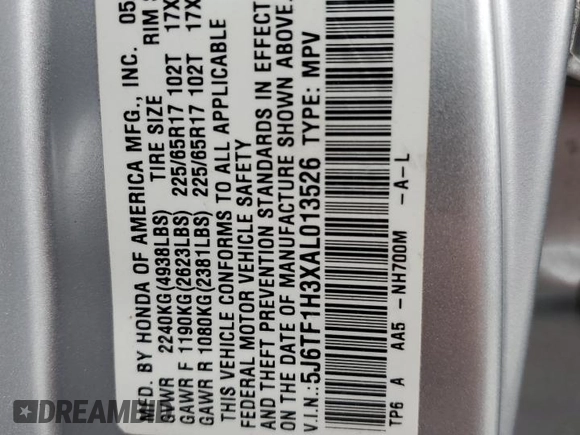 MFD. BY HONDA OF AMERICA MFG., INC. 05
TIRE SIZE RIM S
GVWR 2240KG(4938LBS)
GAWR F 1190KG(2623LBS) 225/65R17 102T 17X
GAWR R 1080KG(2381LBS) 225/65R17 102T 17X
THIS VEHICLE CONFORMS TO ALL APPLICABLE
FEDERAL MOTOR VEHICLE SAFETY
AND THEFT PREVENTION STANDARDS IN EFFECT
ON THE DATE OF MANUFACTURE SHOWN ABOVE.
V.I.N.: 5J6TF1H3XAL013526 TYPE: MPV
TP6 A AA5 -NH700M -A-L
DREAMBID